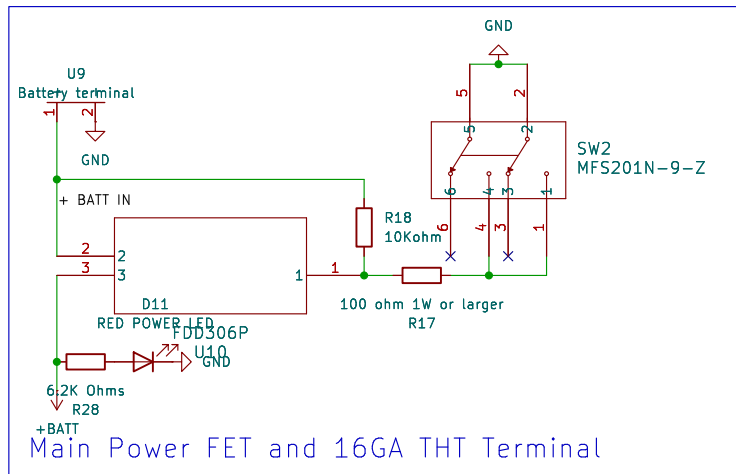 GND
U9
Battery terminal
1
2
GND
5
2
5
2
SW2
MFS201N-9-Z
6
4
3
1
6
4
3
1
+ BATT IN
R18
10Kohm
2
2
3
3
1
1
100 ohm 1W or larger
R17
D11
RED POWER LED
FDD306P
U10
GND
6.2K Ohms
R28
+BATT
Main Power FET and 16GA THT Terminal